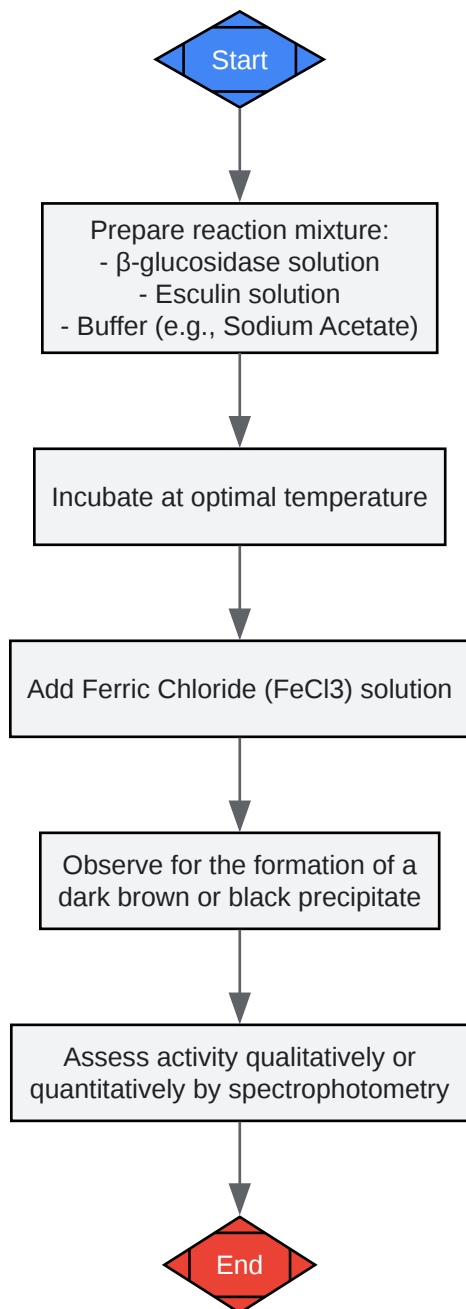 Start
Prepare reaction mixture:
- β-glucosidase solution
- Esculin solution
- Buffer (e.g., Sodium Acetate)
Incubate at optimal temperature
Add Ferric Chloride (FeCl3) solution
Observe for the formation of a
dark brown or black precipitate
Assess activity qualitatively or
quantitatively by spectrophotometry
End